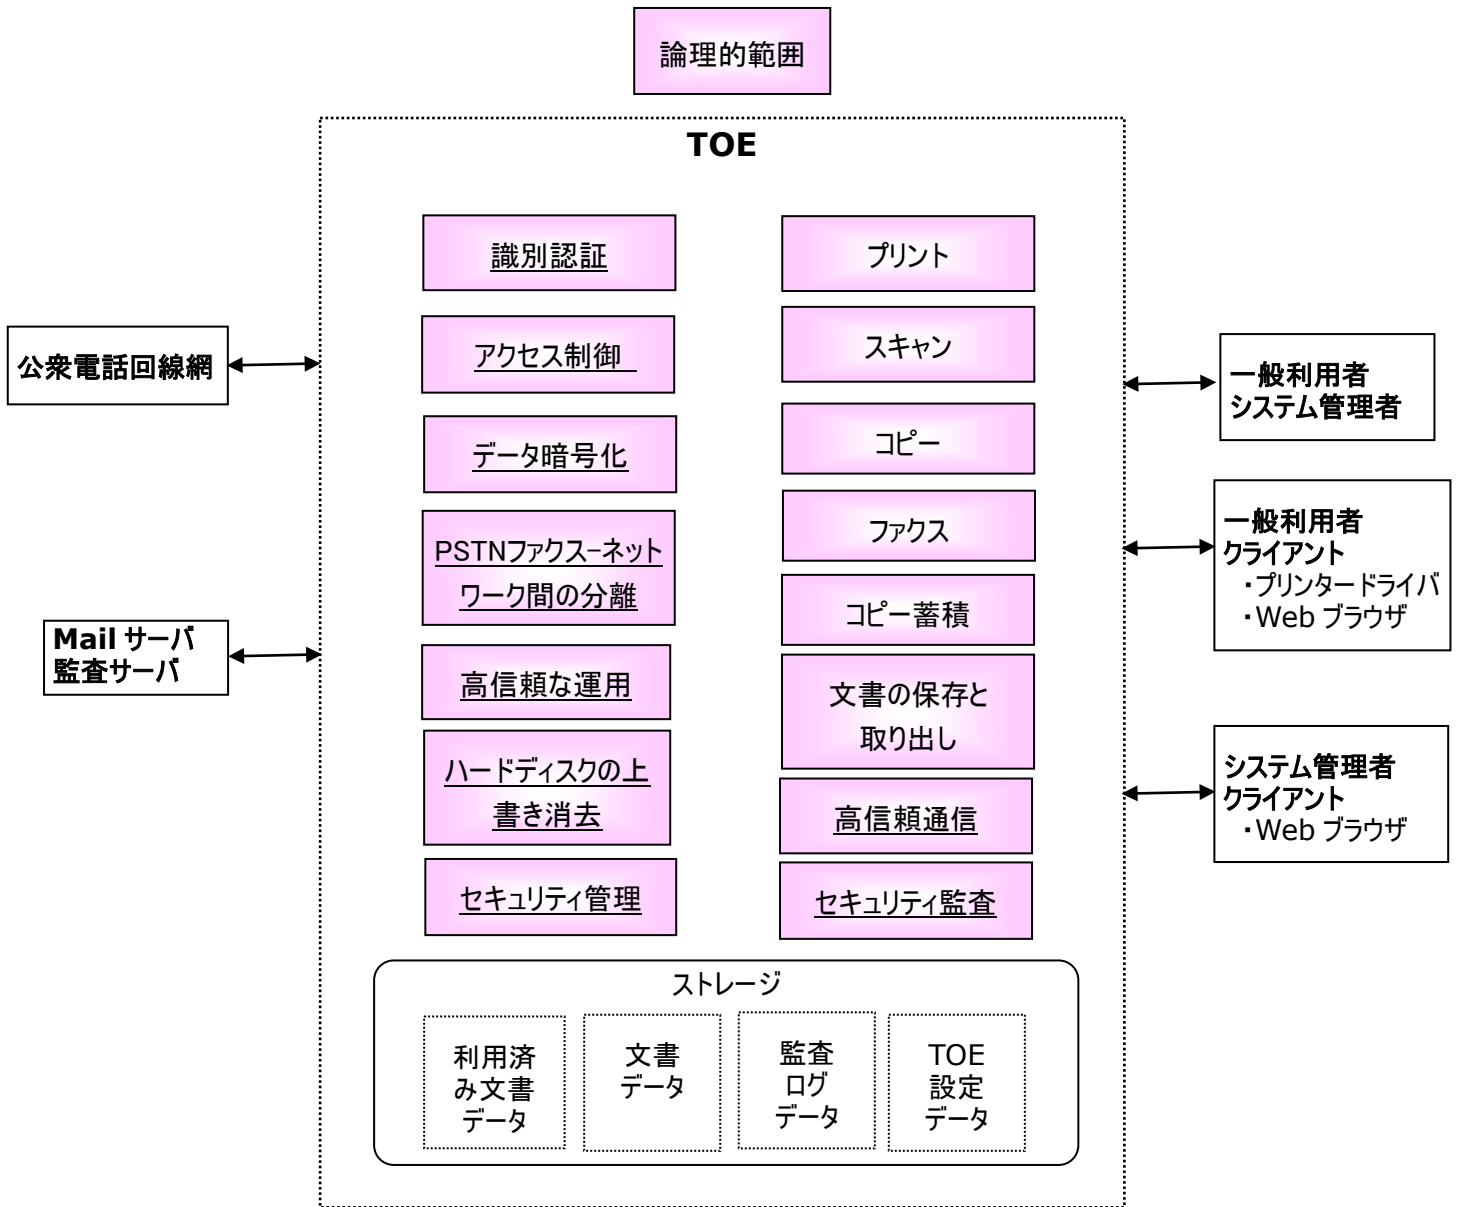 論理的範囲
TOE
識別認証
アクセス制御
データ暗号化
PSTNファクス−ネット
ワーク間の分離
高信頼な運用
ハードディスクの上
書き消去
セキュリティ管理
プリント
スキャン
コピー
ファクス
コピー蓄積
文書の保存と
取り出し
高信頼通信
セキュリティ監査
公衆電話回線網
Mail サーバ
監査サーバ
一般利用者
システム管理者
一般利用者
クライアント
・プリンタードライバ
・Web ブラウザ
システム管理者
クライアント
・Web ブラウザ
ストレージ
利用済
み文書
データ
文書
データ
監査
ログ
データ
TOE
設定
データ